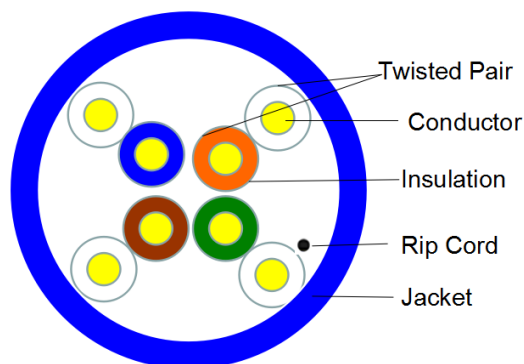 Twisted Pair
Conductor
Insulation
Rip Cord
Jacket